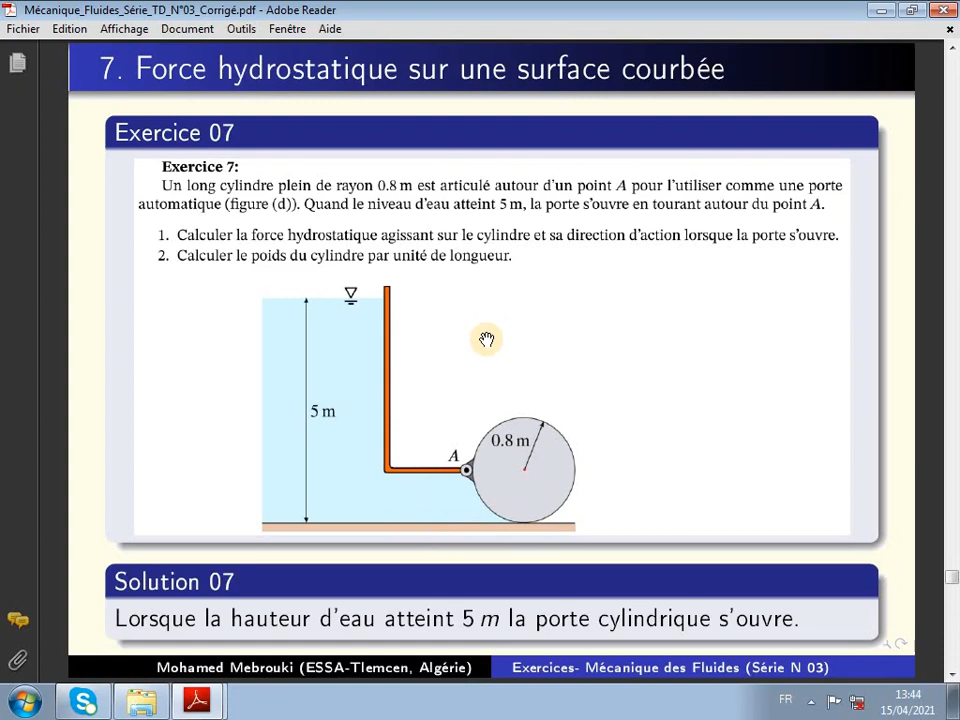 Mécanique_Fluides_Série_TD_N°03_Corrigé.pdf - Adobe Reader
Fichier Edition Affichage Document Outils Fenêtre Aide
7. Force hydrostatique sur une surface courbée
Exercice 07
Exercice 7:
Un long cylindre plein de rayon 0.8 m est articulé autour d'un point A pour l'utiliser comme une porte
automatique (figure (d)). Quand le niveau d'eau atteint 5 m, la porte s'ouvre en tournant autour du point A.
1. Calculer la force hydrostatique agissant sur le cylindre et sa direction d'action lorsque la porte s'ouvre.
2. Calculer le poids du cylindre par unité de longueur.
5 m
A
0.8 m
Solution 07
Lorsque la hauteur d'eau atteint 5 m la porte cylindrique s'ouvre.
Mohamed Mebrouki (ESSA-Tlemcen, Algérie) Exercices- Mécanique des Fluides (Série N 03)
FR
13:44
15/04/2021